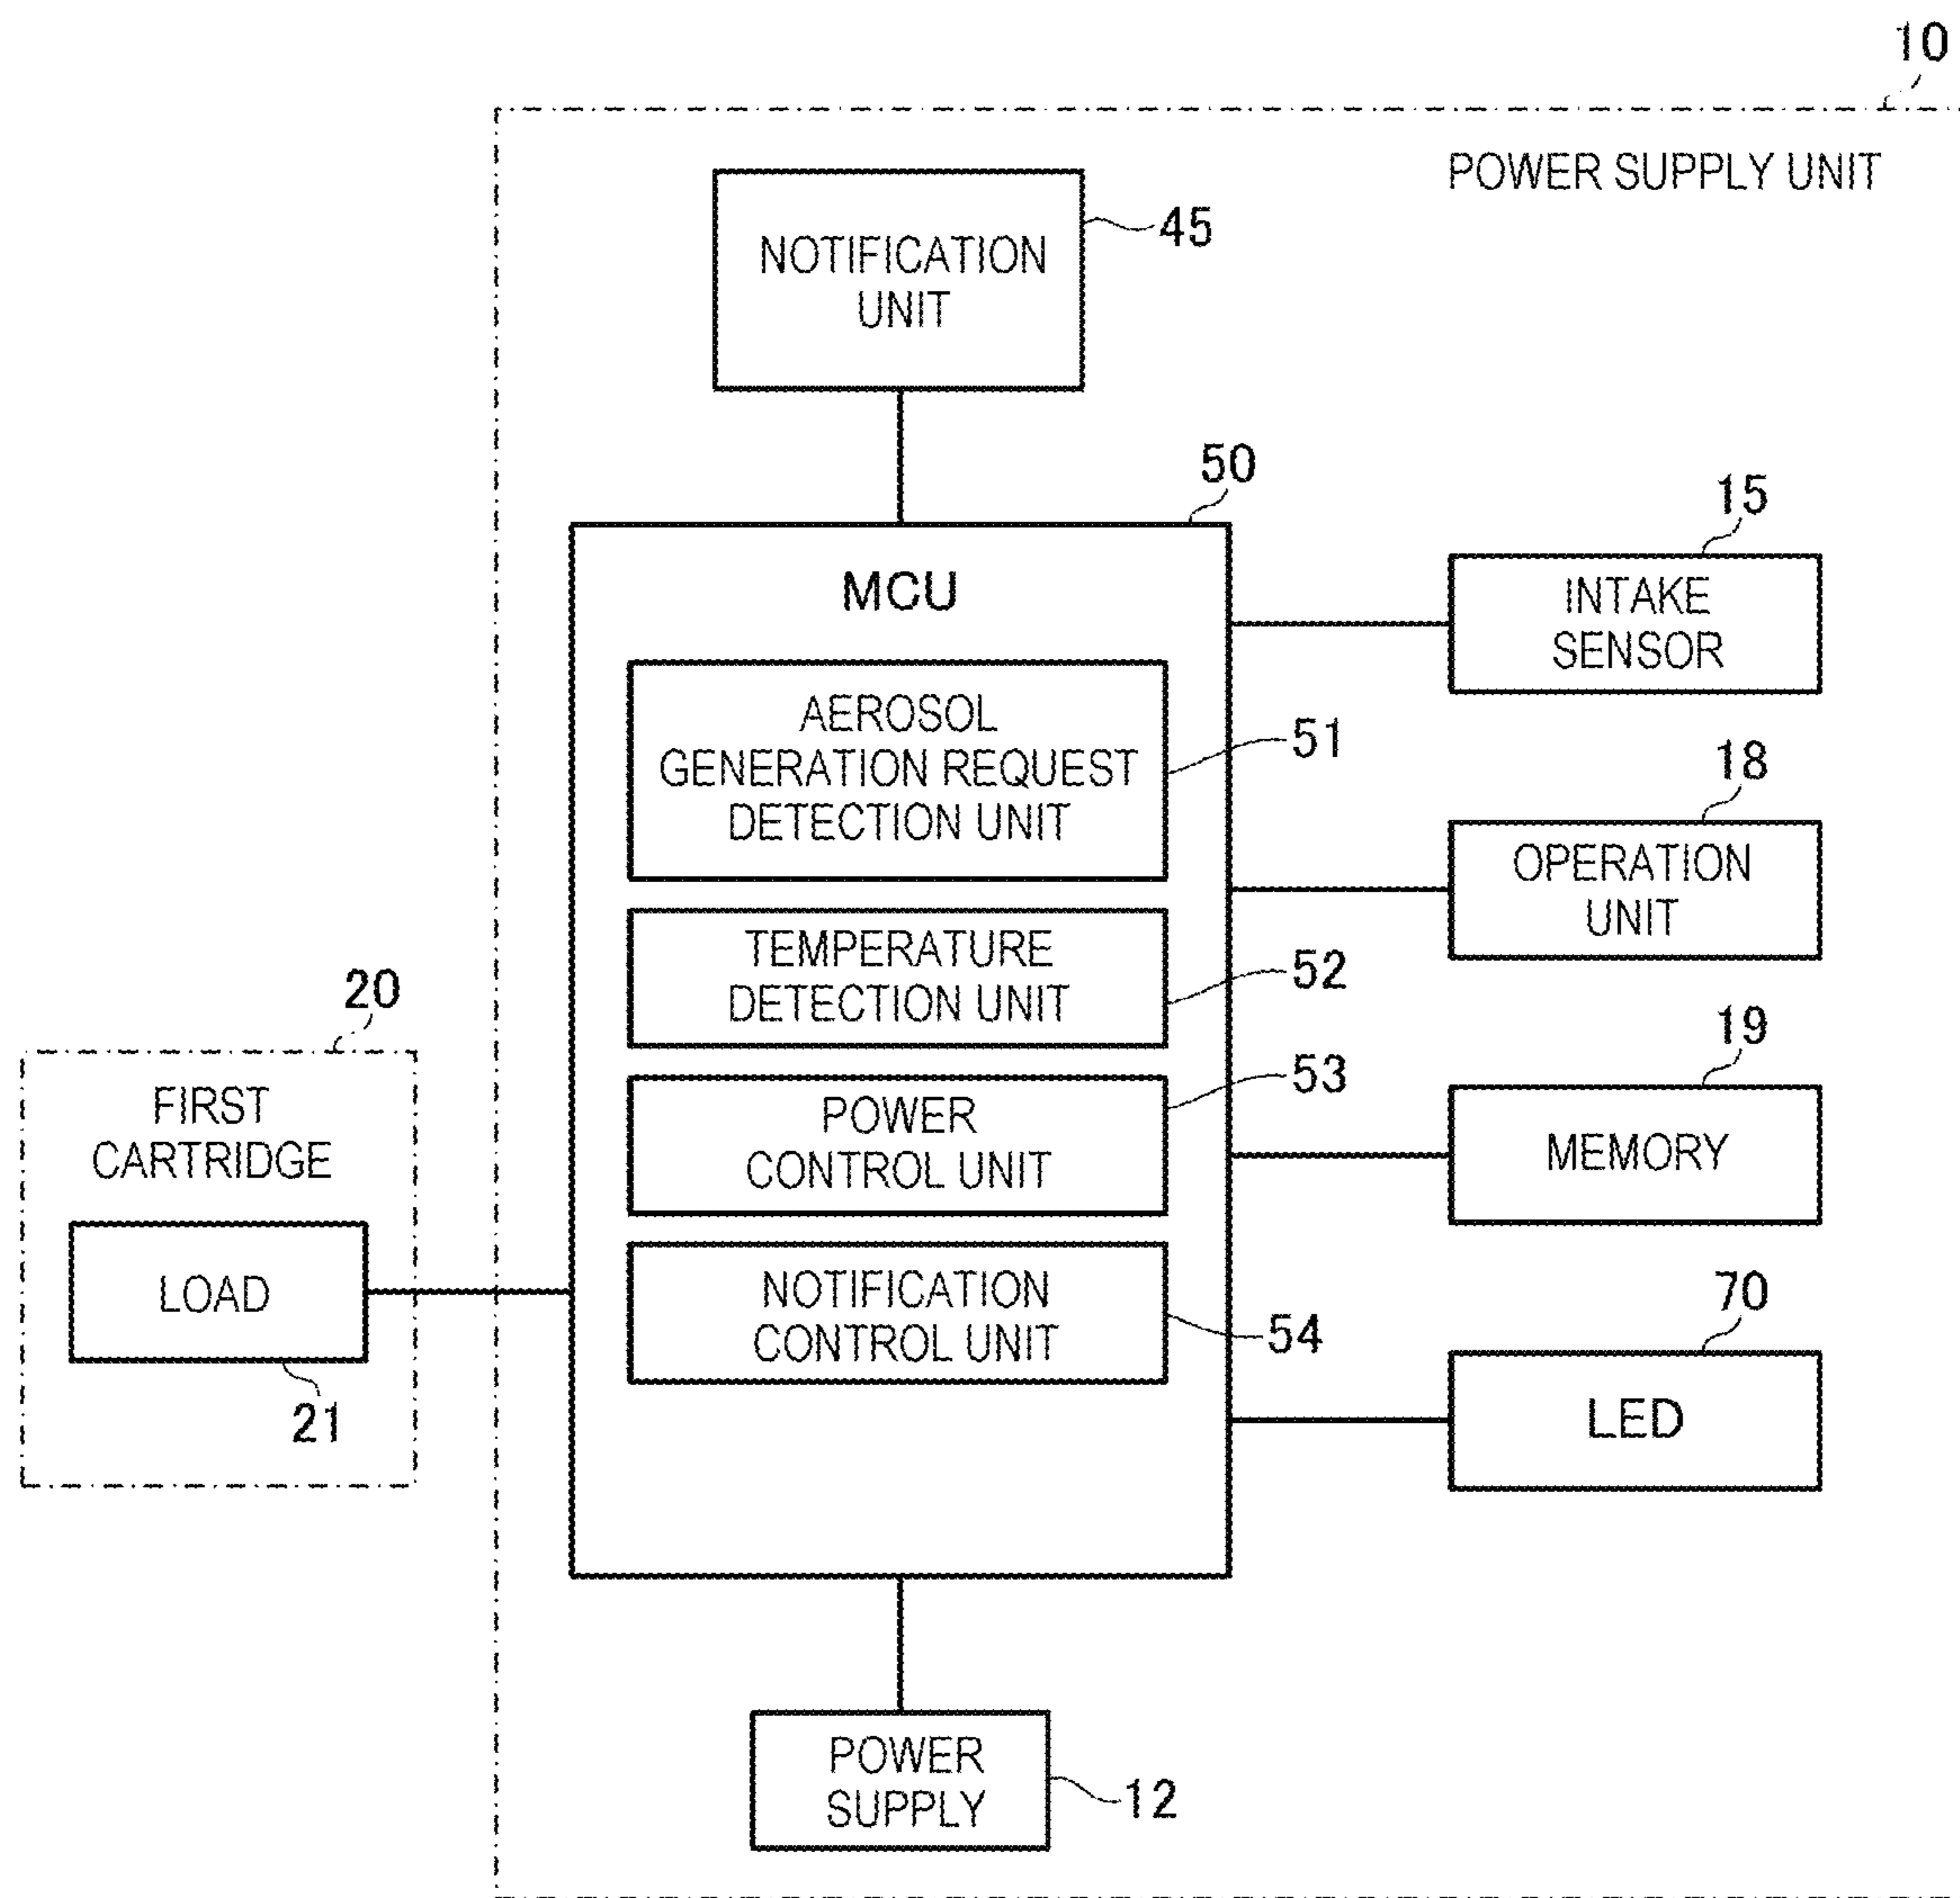 10
POWER SUPPLY UNIT
NOTIFICATION
UNIT
45
50
MCU
15
INTAKE
SENSOR
AEROSOL
GENERATION REQUEST
DETECTION UNIT
51
18
OPERATION
UNIT
TEMPERATURE
DETECTION UNIT
52
20
FIRST
CARTRIDGE
LOAD
21
POWER
CONTROL UNIT
53
19
MEMORY
NOTIFICATION
CONTROL UNIT
54
70
LED
POWER
SUPPLY
12